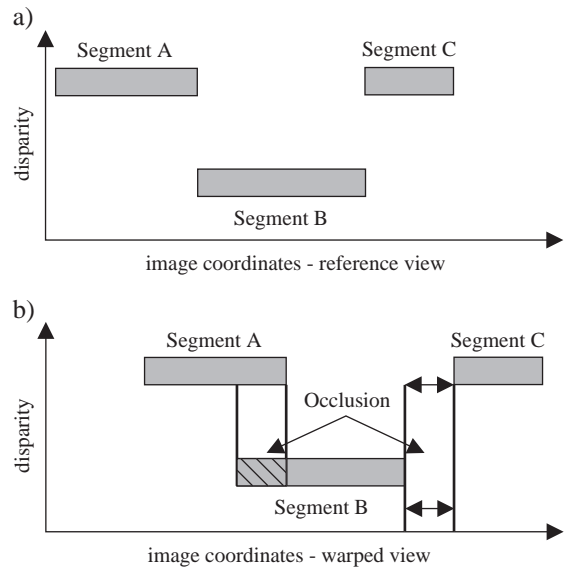 a)
Segment A
Segment C
disparity
Segment B
image coordinates - reference view
b)
Segment A
Segment C
Occlusion
disparity
Segment B
image coordinates - warped view